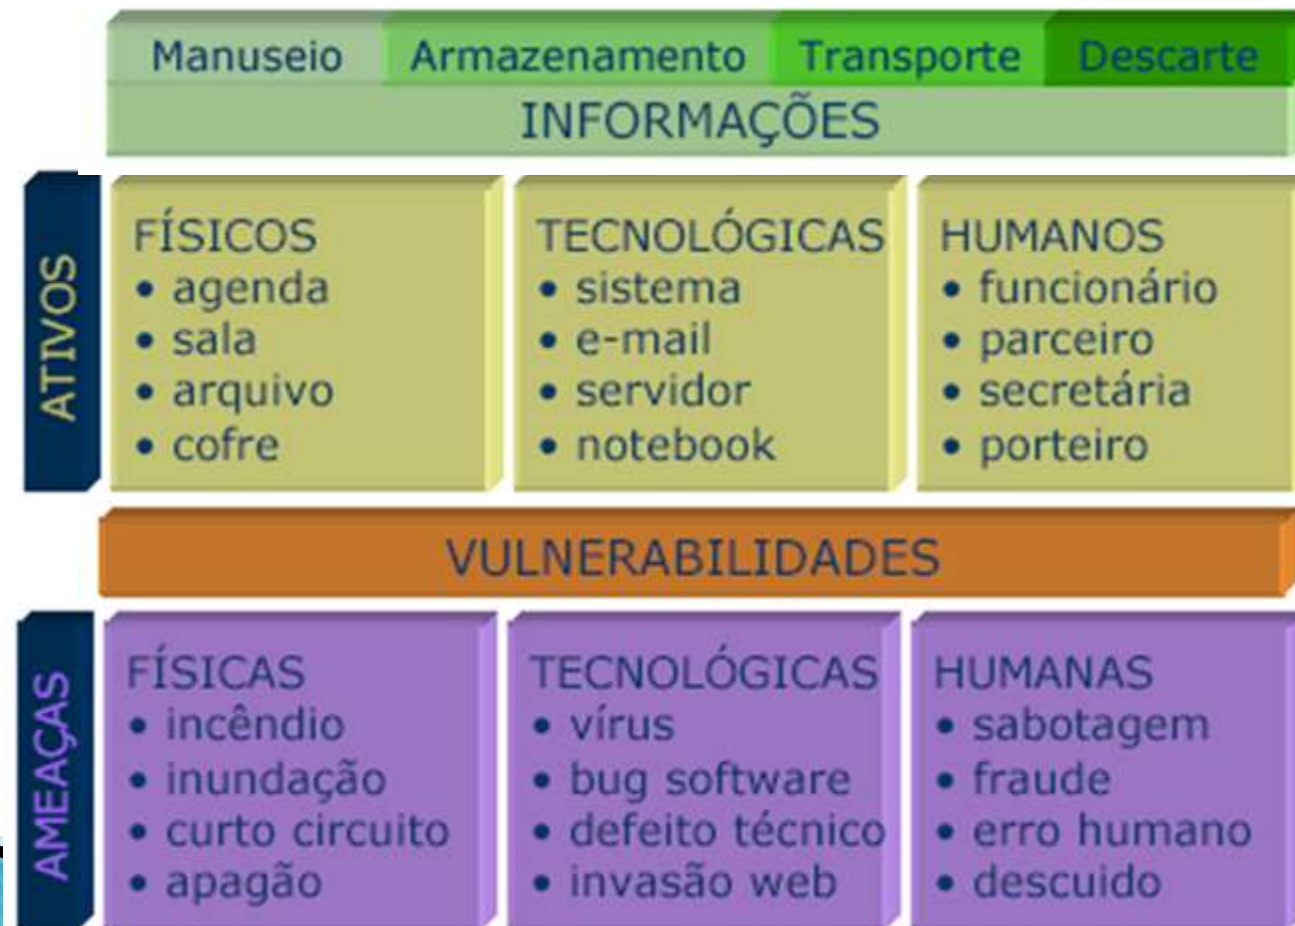 Manuseio Armazenamento Transporte Descarte
INFORMAÇÕES
ATIVOS
FÍSICOS
• agenda
• sala
• arquivo
• cofre
TECNOLÓGICAS
• sistema
• e-mail
• servidor
• notebook
HUMANOS
• funcionário
• parceiro
• secretária
• porteiro
VULNERABILIDADES
AMEAÇAS
FÍSICAS
• incêndio
• inundação
• curto circuito
• apagão
TECNOLÓGICAS
• vírus
• bug software
• defeito técnico
• invasão web
HUMANAS
• sabotagem
• fraude
• erro humano
• descuido